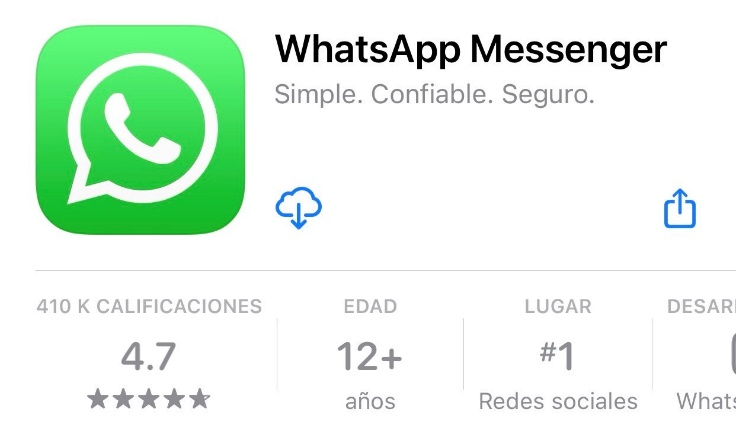 WhatsApp Messenger
Simple. Confiable. Seguro.
410 K CALIFICACIONES
4.7
EDAD
12+
años
LUGAR
#1
Redes sociales